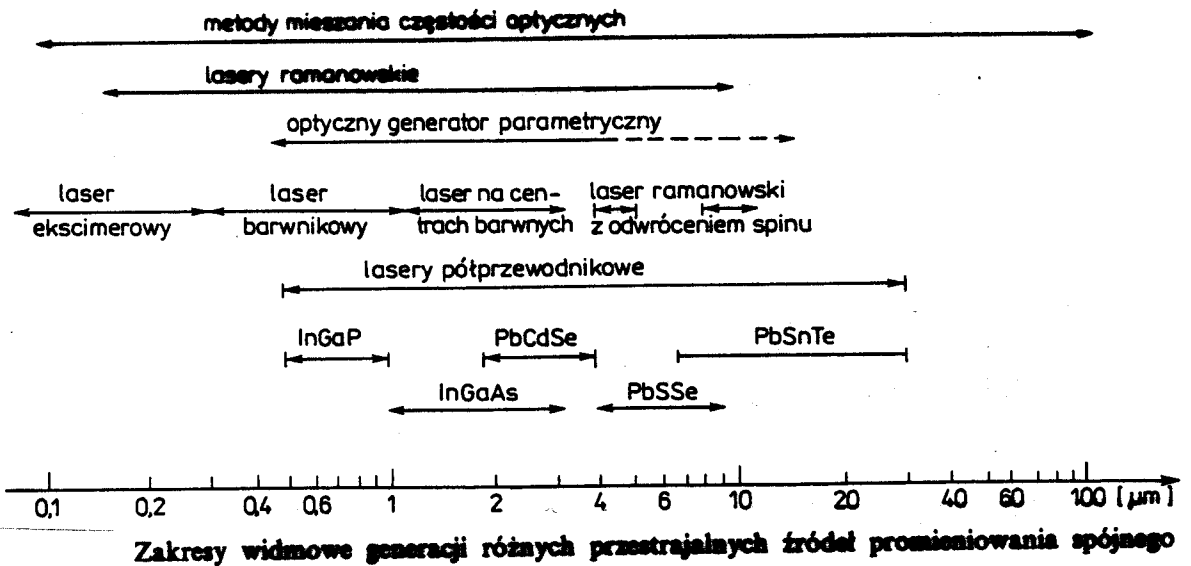 metody mieszania częstości optycznych
lasery ramanowskie
optyczny generator parametryczny
laser
ekscimerowy
laser
barwnikowy
laser na cen-
trach barwnych
laser ramanowski
z odwróceniem spinu
lasery półprzewodnikowe
InGaP
PbCdSe
PbSnTe
InGaAs
PbSSe
0,1 0,2 0,4 0,6 1 2 4 6 10 20 40 60 100 [μm]
Zakresy widmowe generacji różnych przestrajalnych źródeł promieniowania spójnego